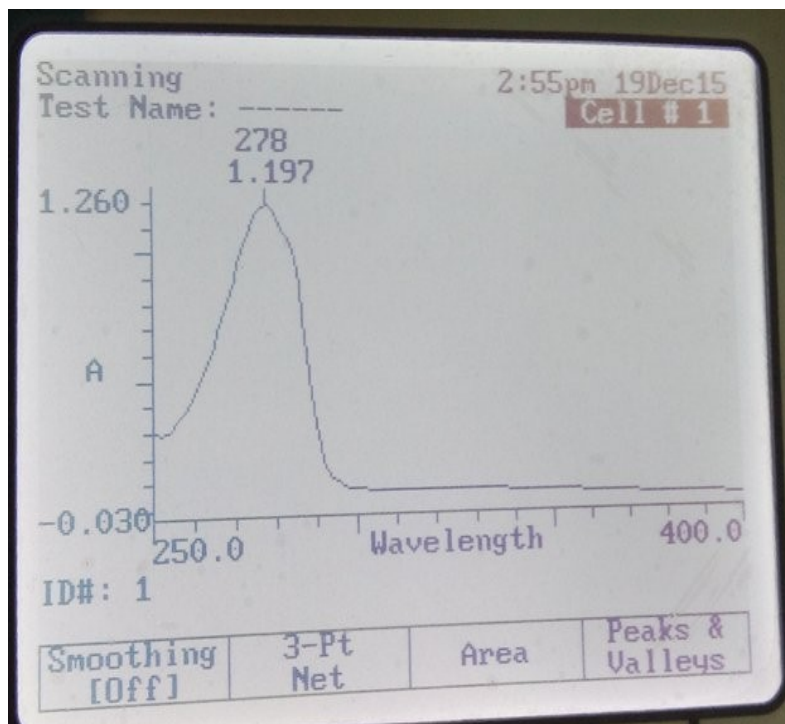 Scanning 2:55pm 19Dec15
Test Name: ------ Cell # 1
278
1.197
1.260
A
-0.030
250.0 Wavelength 400.0
ID#: 1
Smoothing
[Off]
3-Pt
Net
Area
Peaks &
Valleys